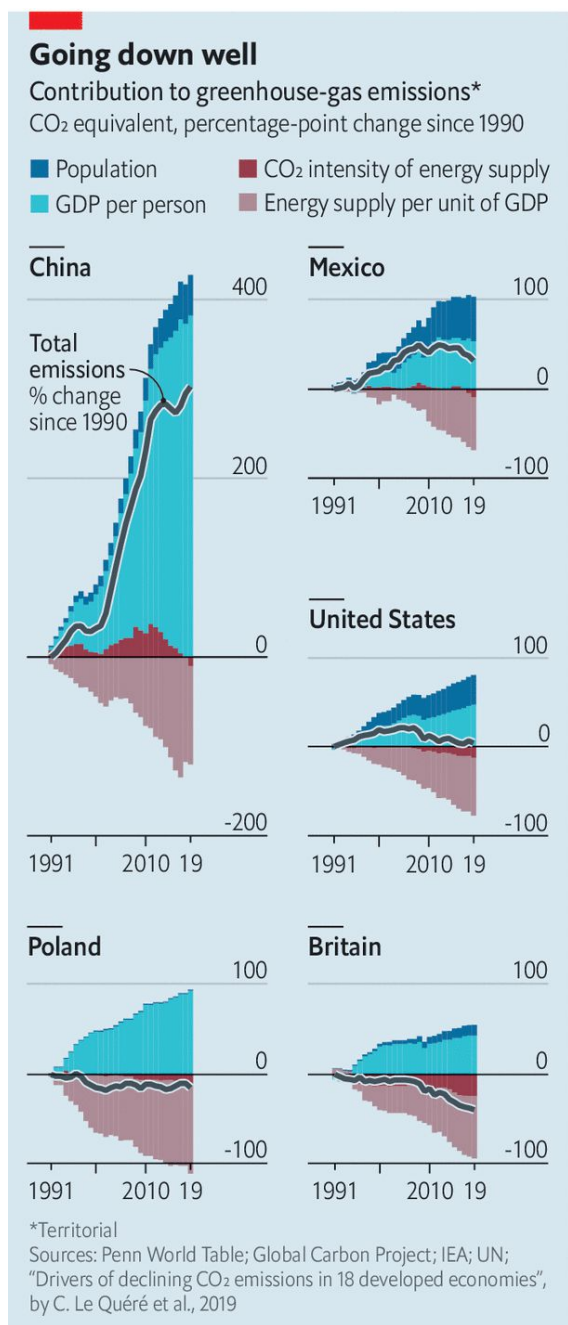 Going down well
Contribution to greenhouse-gas emissions*
CO₂ equivalent, percentage-point change since 1990
Population
CO₂ intensity of energy supply
GDP per person
Energy supply per unit of GDP
China
400
Total
emissions
% change
since 1990
200
0
-200
1991 2010 19
Mexico
100
0
-100
1991 2010 19
United States
100
0
-100
1991 2010 19
Poland
100
0
-100
1991 2010 19
Britain
100
0
-100
1991 2010 19
*Territorial
Sources: Penn World Table; Global Carbon Project; IEA; UN;
“Drivers of declining CO₂ emissions in 18 developed economies”,
by C. Le Quéré et al., 2019